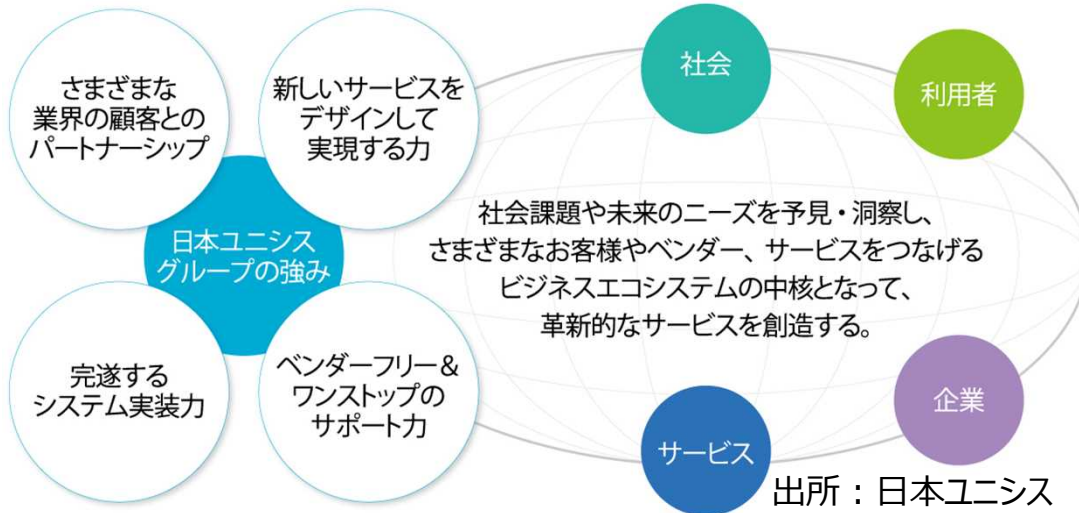 さまざまな
業界の顧客との
パートナーシップ
新しいサービスを
デザインして
実現する力
日本ユニシス
グループの強み
完遂する
システム実装力
ベンダーフリー＆
ワンストップの
サポート力
社会
利用者
社会課題や未来のニーズを予見・洞察し、
さまざまなお客様やベンダー、サービスをつなげる
ビジネスエコシステムの中核となって、
革新的なサービスを創造する。
サービス
企業
出所：日本ユニシス